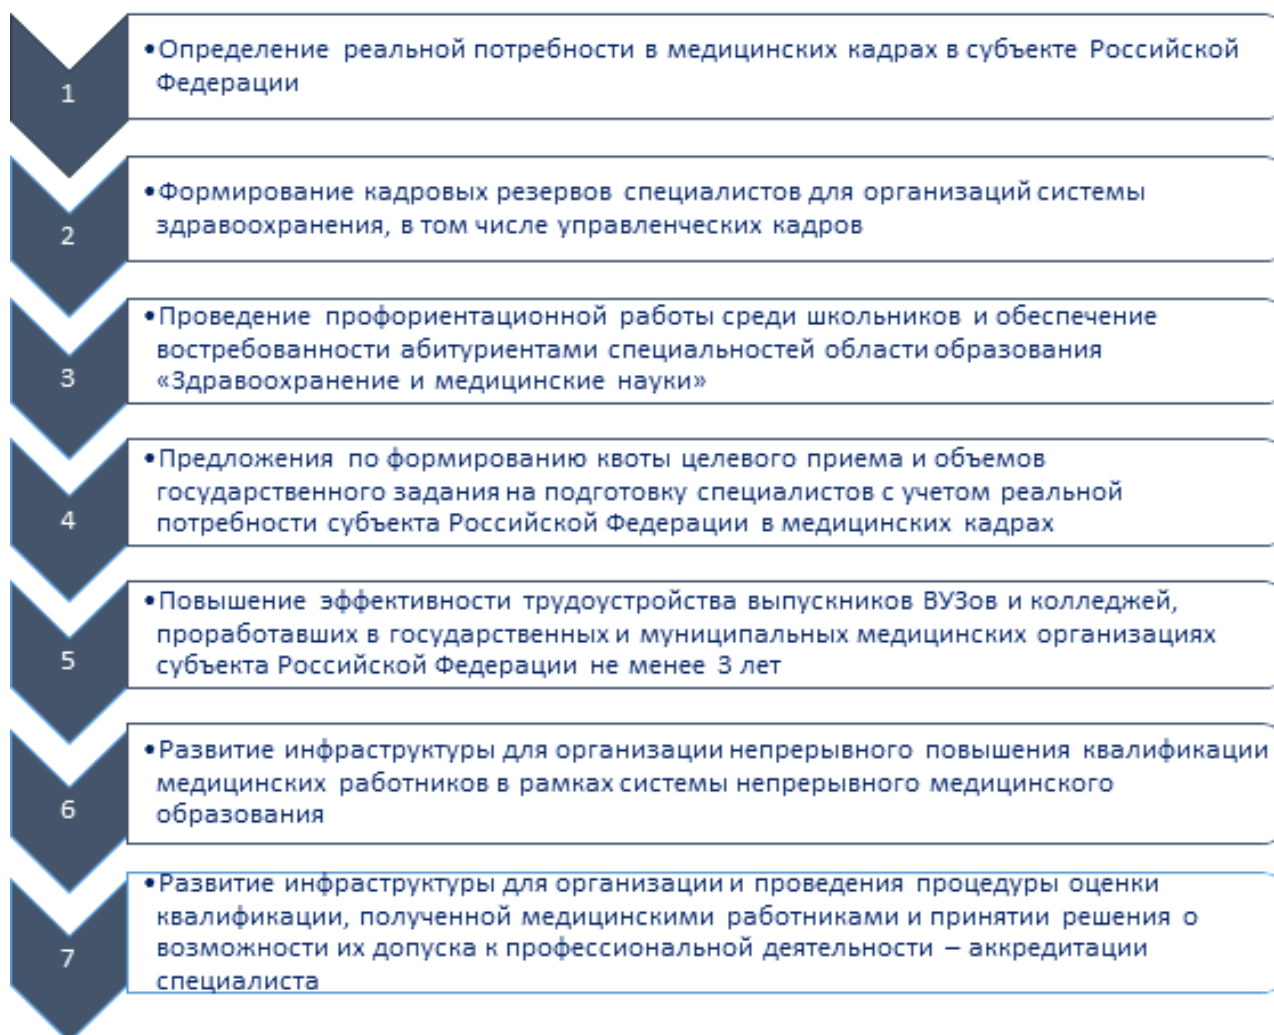 1
•Определение реальной потребности в медицинских кадрах в субъекте Российской
Федерации
2
•Формирование кадровых резервов специалистов для организаций системы
здравоохранения, в том числе управленческих кадров
3
•Проведение профориентационной работы среди школьников и обеспечение
востребованности абитуриентами специальностей области образования
«Здравоохранение и медицинские науки»
4
•Предложения по формированию квоты целевого приема и объемов
государственного задания на подготовку специалистов с учетом реальной
потребности субъекта Российской Федерации в медицинских кадрах
5
•Повышение эффективности трудоустройства выпускников ВУЗов и колледжей,
проработавших в государственных и муниципальных медицинских организациях
субъекта Российской Федерации не менее 3 лет
6
•Развитие инфраструктуры для организации непрерывного повышения квалификации
медицинских работников в рамках системы непрерывного медицинского
образования
7
•Развитие инфраструктуры для организации и проведения процедуры оценки
квалификации, полученной медицинскими работниками и принятии решения о
возможности их допуска к профессиональной деятельности – аккредитации
специалиста